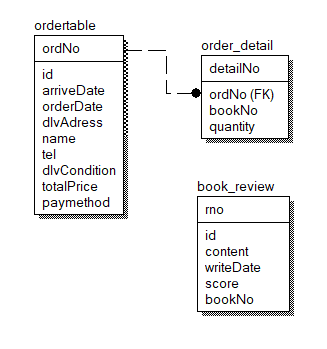 ordertable
ordNo
id
arriveDate
orderDate
dlvAdress
name
tel
dlvCondition
totalPrice
paymethod
order_detail
detailNo
ordNo (FK)
bookNo
quantity
book_review
rno
id
content
writeDate
score
bookNo